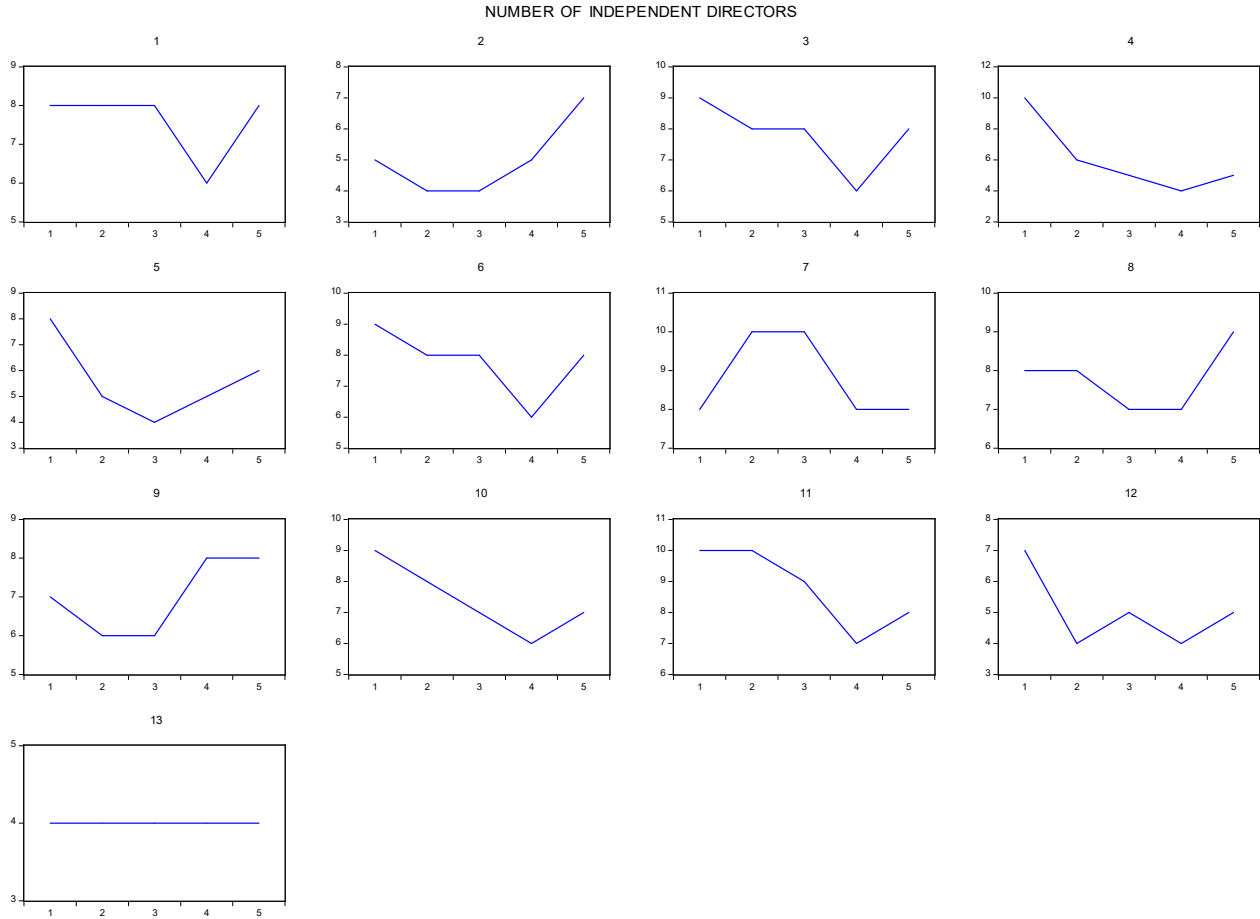 NUMBER OF INDEPENDENT DIRECTORS
1 2 3 4
9 8 10 12
8 7 9 10
7 6 8 8
6 5 7 6
5 4 6 4
3 5 2
1 2 3 4 5 1 2 3 4 5 1 2 3 4 5 1 2 3 4 5
5 6 7 8
9 10 11 10
8 9 10 9
7 8 9 8
6 7 8 7
5 6 7 6
4 5
3
1 2 3 4 5 1 2 3 4 5 1 2 3 4 5 1 2 3 4 5
9 10 11 12
9 10 11 8
8 9 10 7
7 8 9 6
6 7 8 5
5 6 7 4
5 6 3
1 2 3 4 5 1 2 3 4 5 1 2 3 4 5 1 2 3 4 5
13
5
4
3
1 2 3 4 5